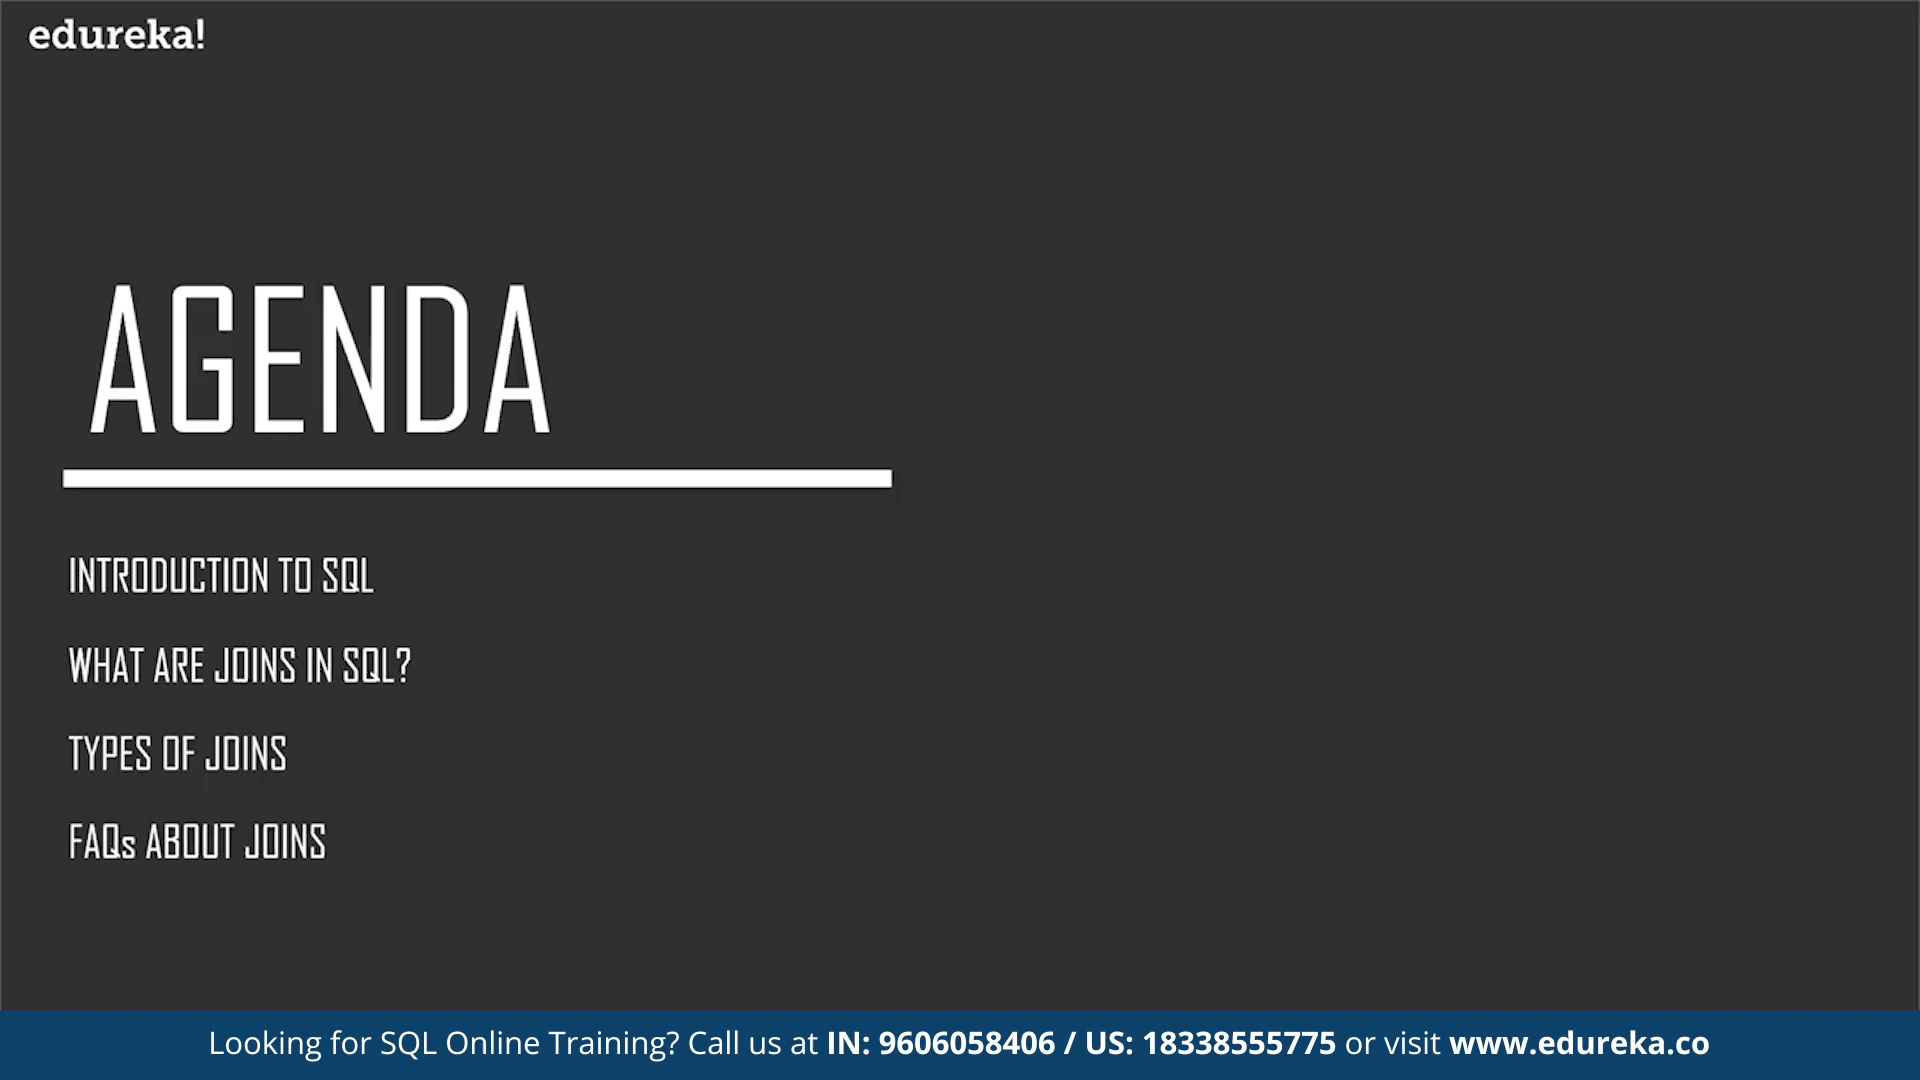 edureka!
AGENDA
INTRODUCTION TO SQL
WHAT ARE JOINS IN SQL?
TYPES OF JOINS
FAQs ABOUT JOINS
Looking for SQL Online Training? Call us at IN: 9606058406 / US: 18338555775 or visit www.edureka.co